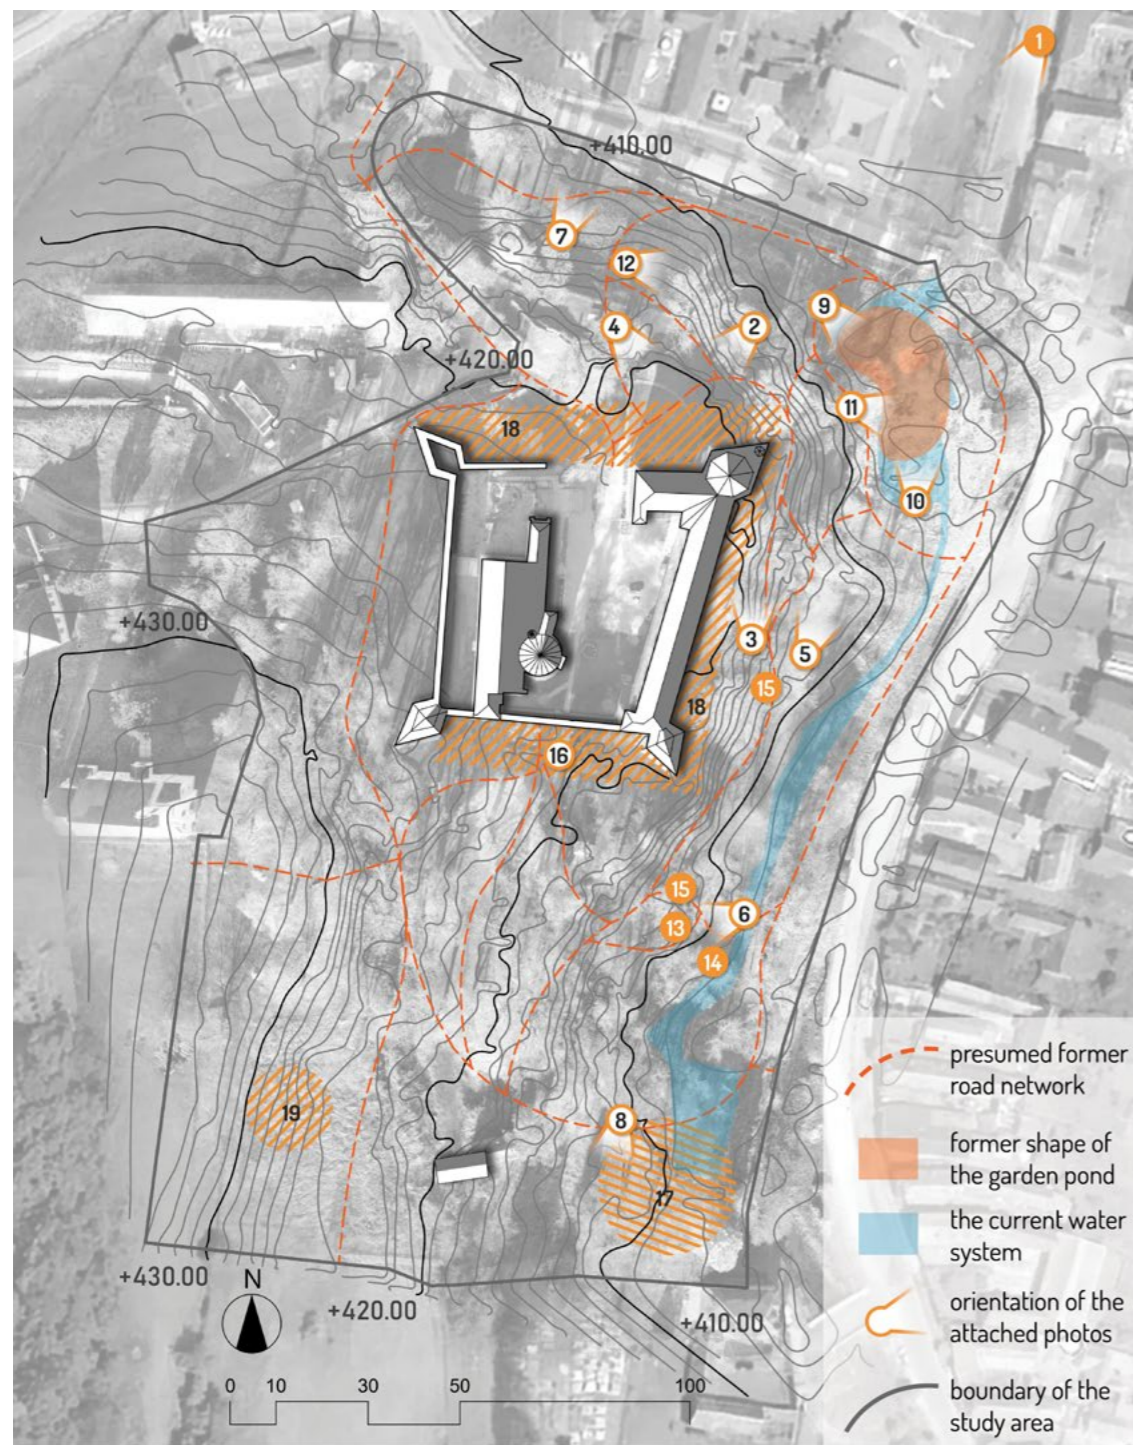 1
+410.00
7
12
9
4
2
+420.00
11
18
10
+430.00
3
5
15
18
16
15
6
13
14
presumed former
road network
19
8
former shape of
the garden pond
17
the current water
system
+430.00
N
+420.00
+410.00
orientation of the
attached photos
0 10 30 50 100
boundary of the
study area